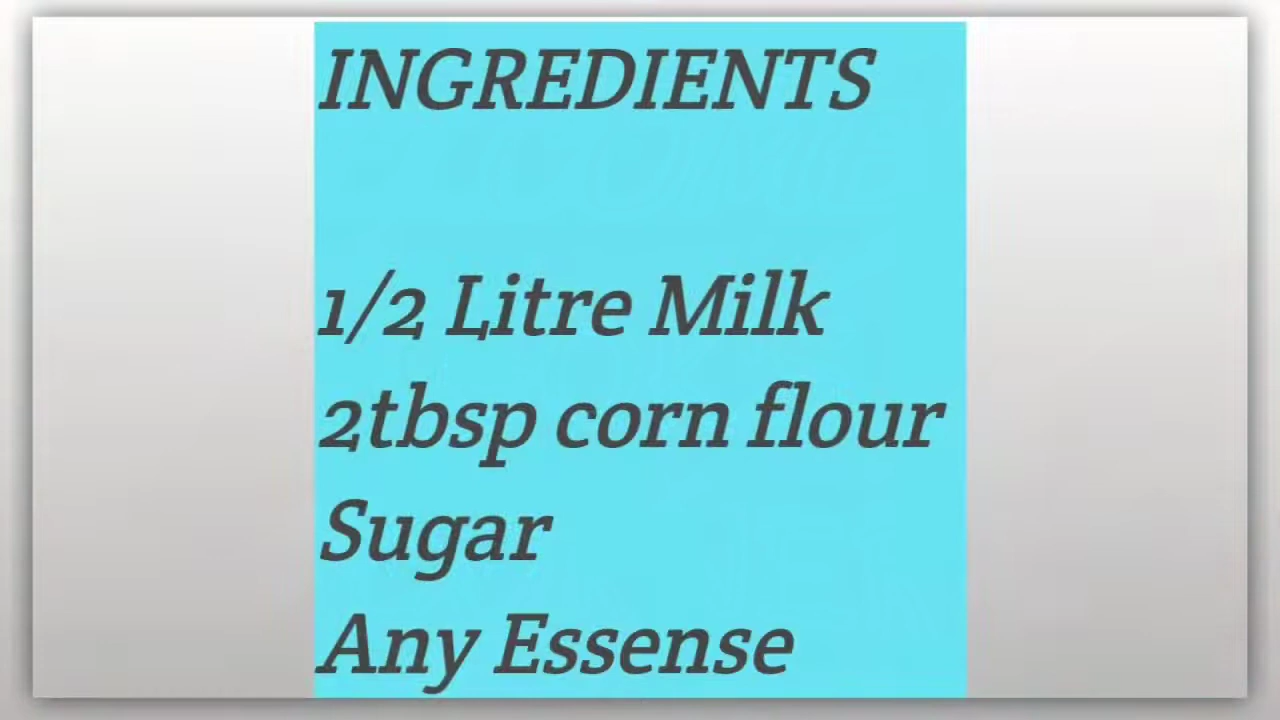 INGREDIENTS
1/2 Litre Milk
2tbsp corn flour
Sugar
Any Essense